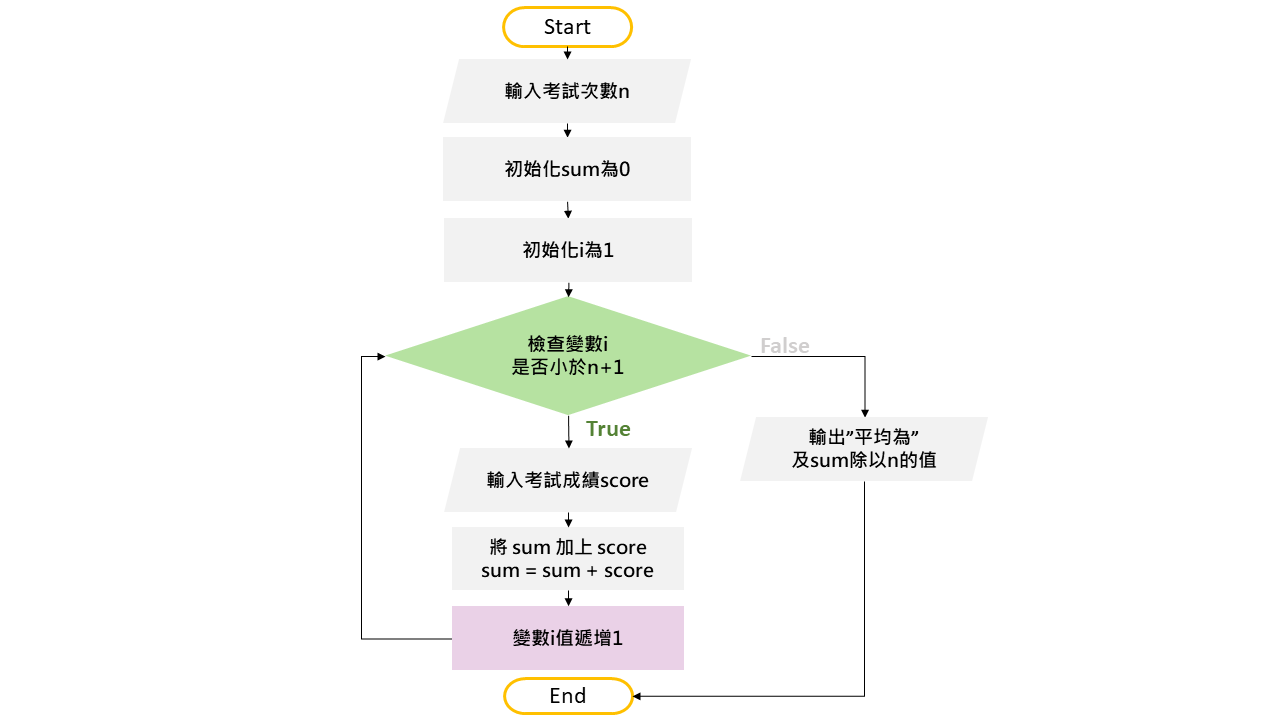 Start
輸入考試次數n
初始化sum為0
初始化i為1
檢查變數i
是否小於n+1
False
True
輸出”平均為”
及sum除以n的值
輸入考試成績score
將 sum 加上 score
sum = sum + score
變數i值遞增1
End